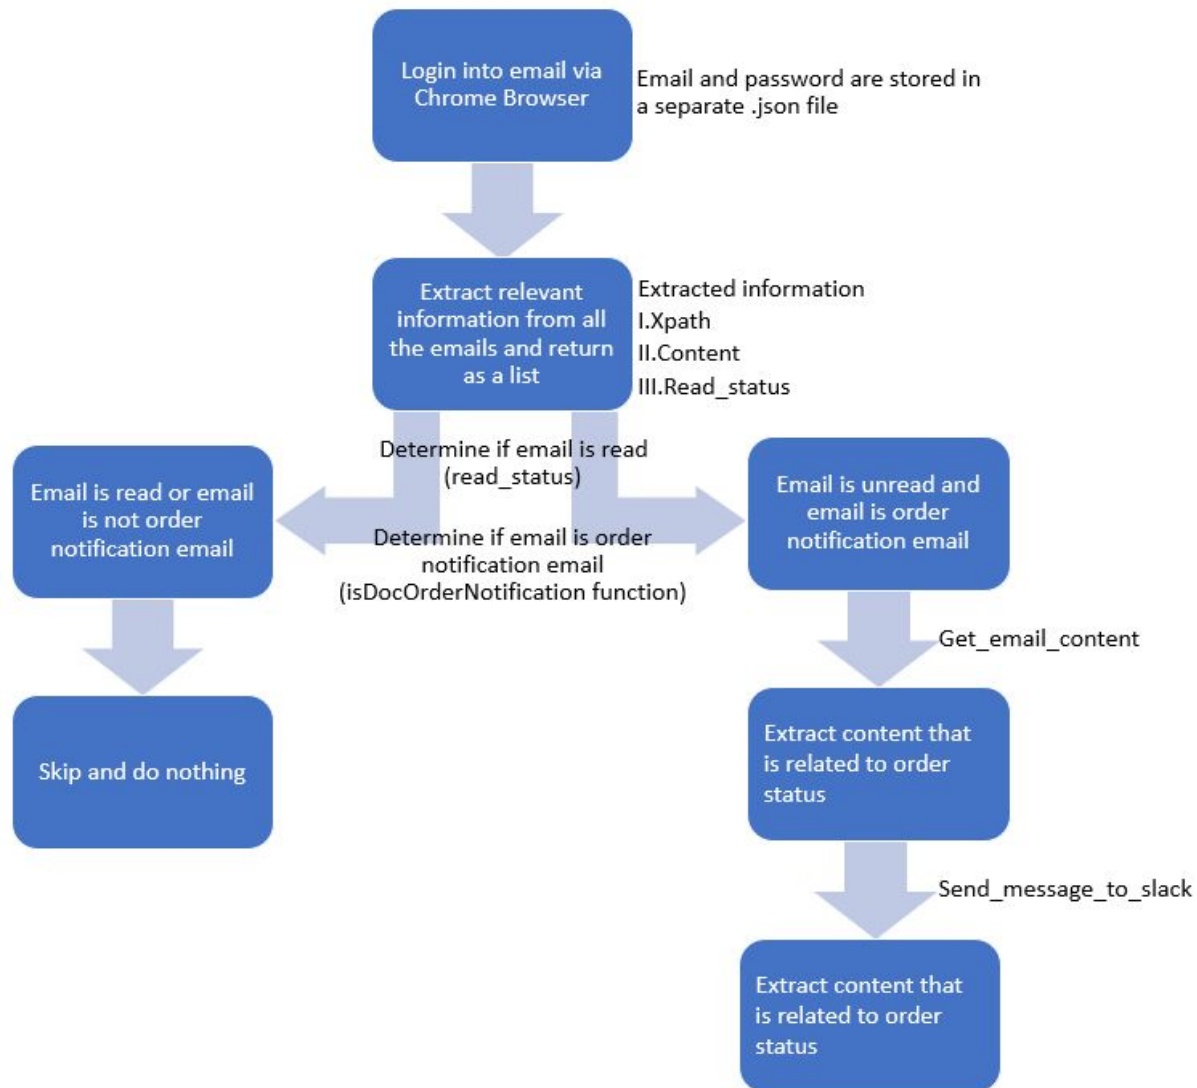 Login into email via
Chrome Browser
Email and password are stored in
a separate .json file
Extract relevant
information from all
the emails and return
as a list
Extracted information
I.Xpath
II.Content
III.Read_status
Determine if email is read
(read_status)
Determine if email is order
notification email
(isDocOrderNotification function)
Email is read or email
is not order
notification email
Email is unread and
email is order
notification email
Get_email_content
Skip and do nothing
Extract content that
is related to order
status
Send_message_to_slack
Extract content that
is related to order
status